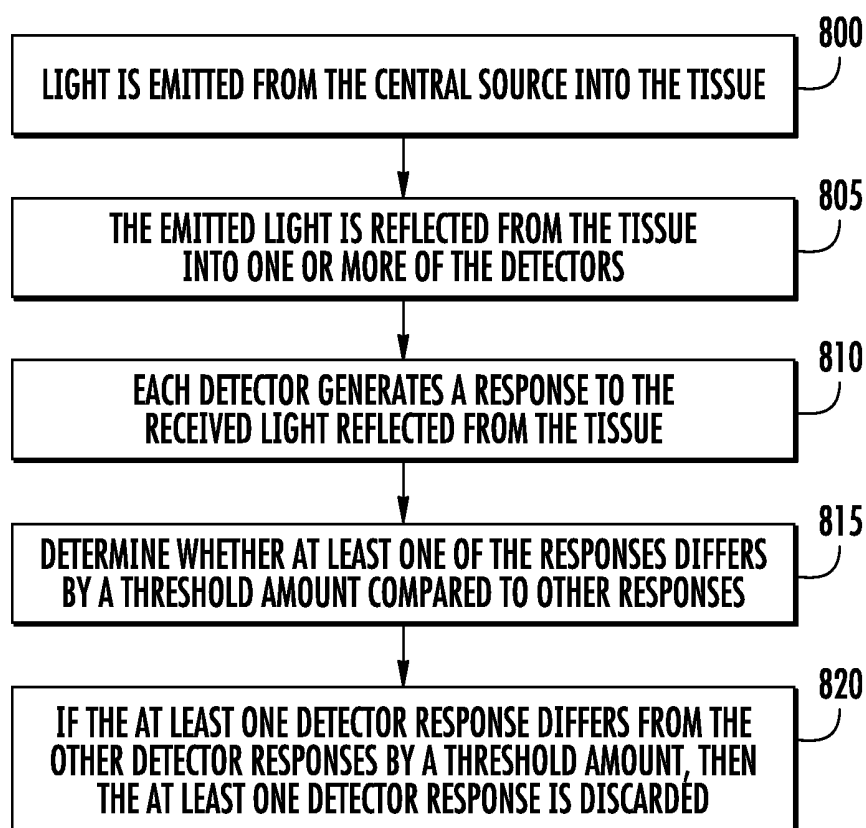 800
LIGHT IS EMITTED FROM THE CENTRAL SOURCE INTO THE TISSUE
805
THE EMITTED LIGHT IS REFLECTED FROM THE TISSUE
INTO ONE OR MORE OF THE DETECTORS
810
EACH DETECTOR GENERATES A RESPONSE TO THE
RECEIVED LIGHT REFLECTED FROM THE TISSUE
815
DETERMINE WHETHER AT LEAST ONE OF THE RESPONSES DIFFERS
BY A THRESHOLD AMOUNT COMPARED TO OTHER RESPONSES
820
IF THE AT LEAST ONE DETECTOR RESPONSE DIFFERS FROM THE
OTHER DETECTOR RESPONSES BY A THRESHOLD AMOUNT, THEN
THE AT LEAST ONE DETECTOR RESPONSE IS DISCARDED